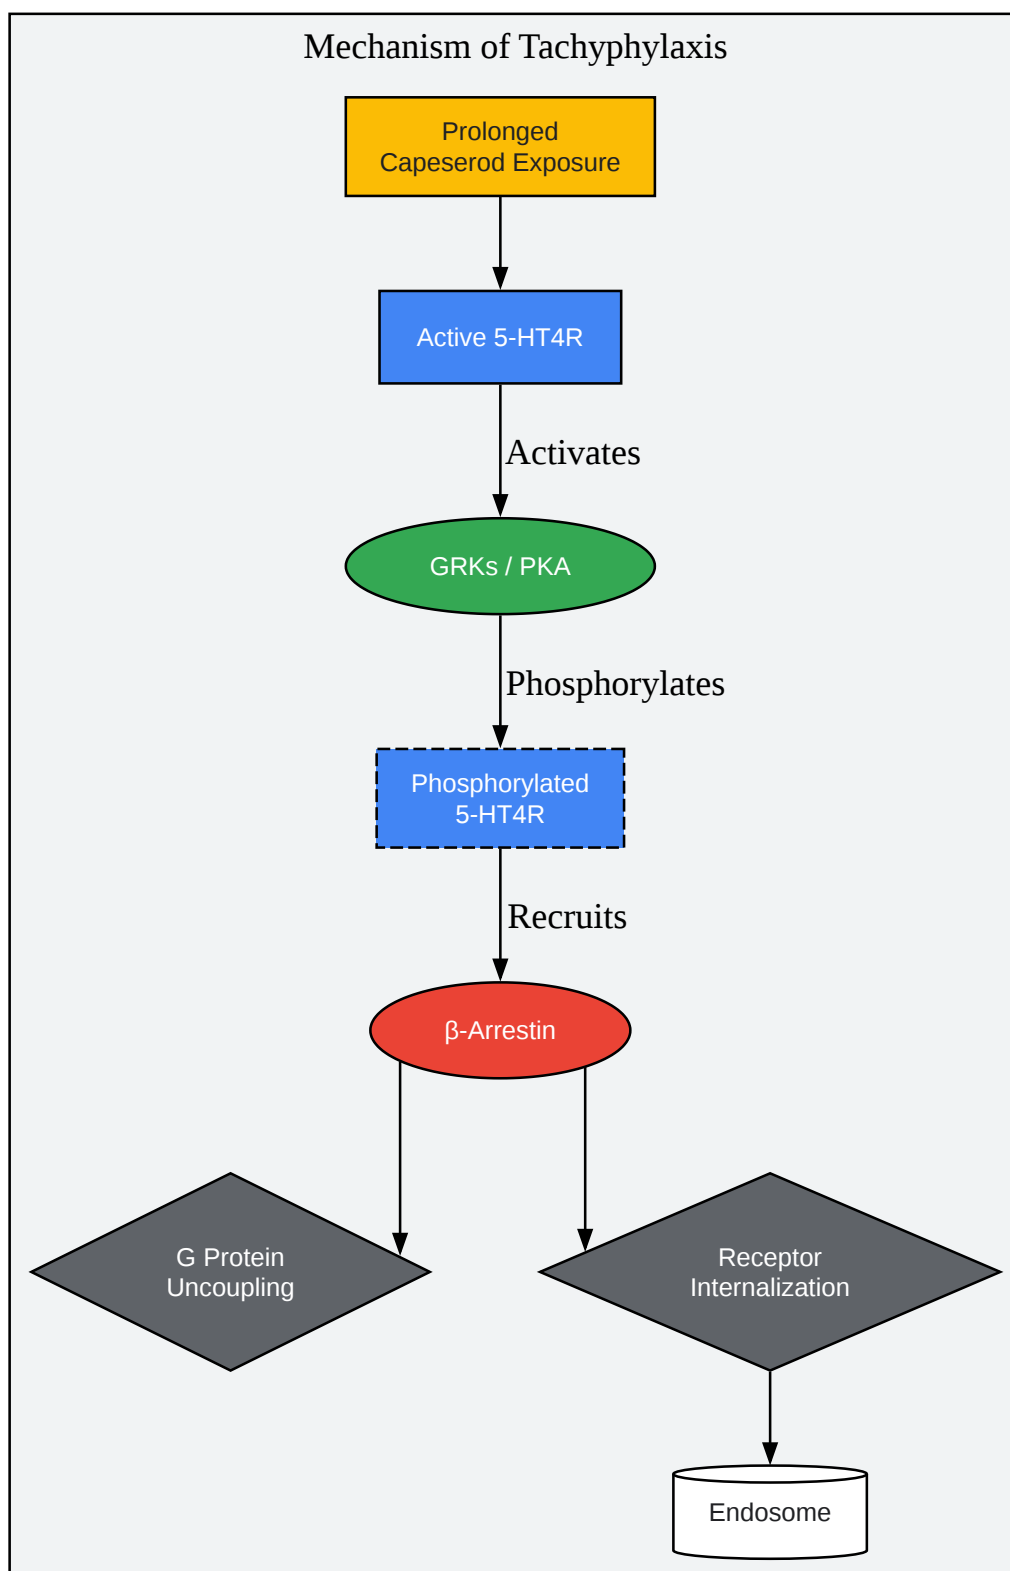 Mechanism of Tachyphylaxis
Prolonged
Capeserod Exposure
Active 5-HT4R
Activates
GRKs / PKA
Phosphorylates
Phosphorylated
5-HT4R
Recruits
β-Arrestin
G Protein
Uncoupling
Receptor
Internalization
Endosome